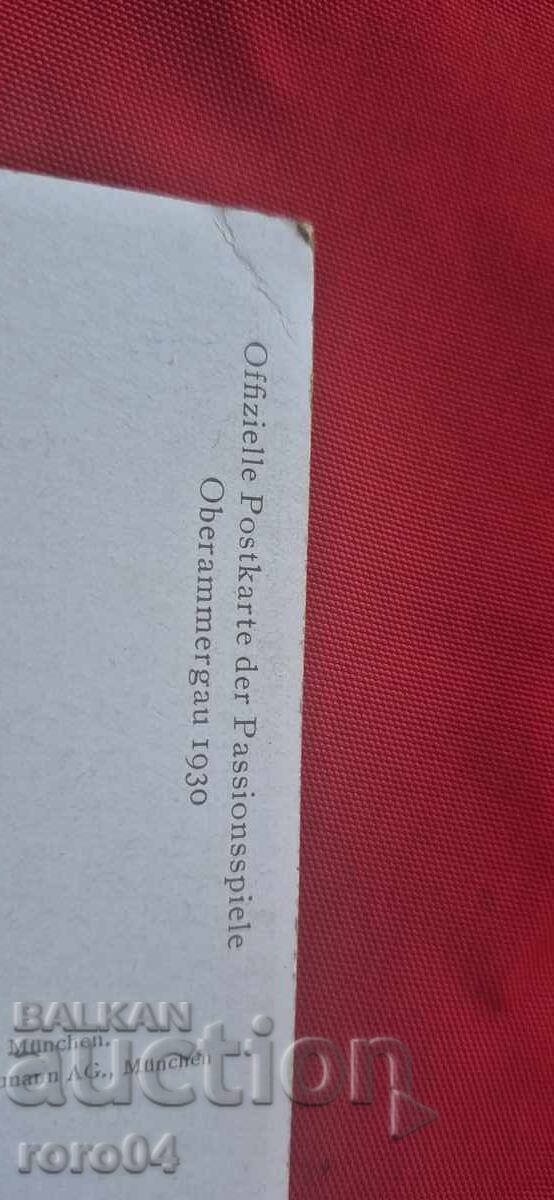 Offizielle Postkarte der Passionsspiele
Oberammergau 1930
München.
AG., München
BALKAN
auction
roro04